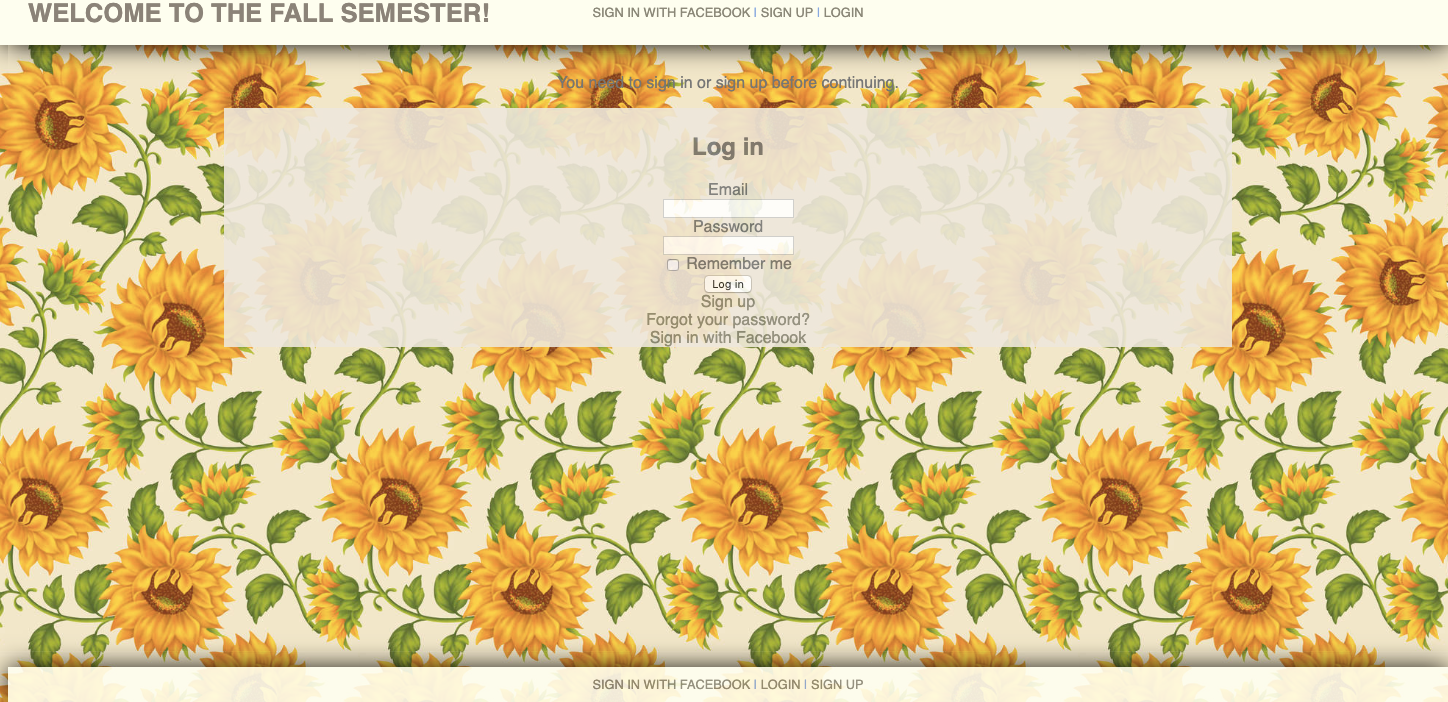 WELCOME TO THE FALL SEMESTER!
SIGN IN WITH FACEBOOK | SIGN UP | LOGIN
You need to sign in or sign up before continuing.
Log in
Email
Password
Remember me
Log in
Sign up
Forgot your password?
Sign in with Facebook
SIGN IN WITH FACEBOOK | LOGIN | SIGN UP